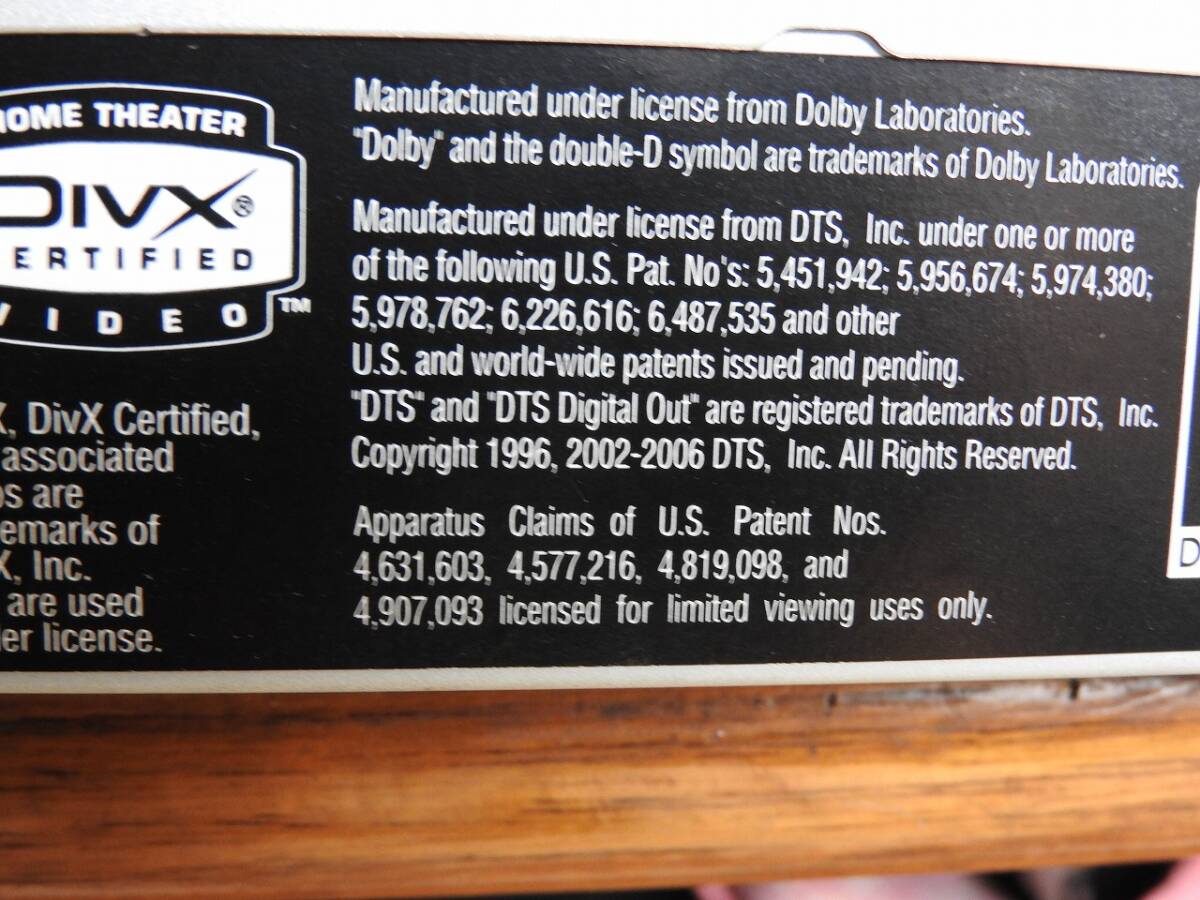 HOME THEATER
DIVX®
CERTIFIED
VIDEO™
X, DivX Certified,
associated
os are
emarks of
X, Inc.
are used
er license.
Manufactured under license from Dolby Laboratories.
"Dolby" and the double-D symbol are trademarks of Dolby Laboratories.
Manufactured under license from DTS, Inc. under one or more
of the following U.S. Pat. No's: 5,451,942; 5,956,674; 5,974,380;
5,978,762; 6,226,616; 6,487,535 and other
U.S. and world-wide patents issued and pending.
"DTS" and "DTS Digital Out" are registered trademarks of DTS, Inc.
Copyright 1996, 2002-2006 DTS, Inc. All Rights Reserved.
Apparatus Claims of U.S. Patent Nos.
4,631,603, 4,577,216, 4,819,098, and
4,907,093 licensed for limited viewing uses only.
D